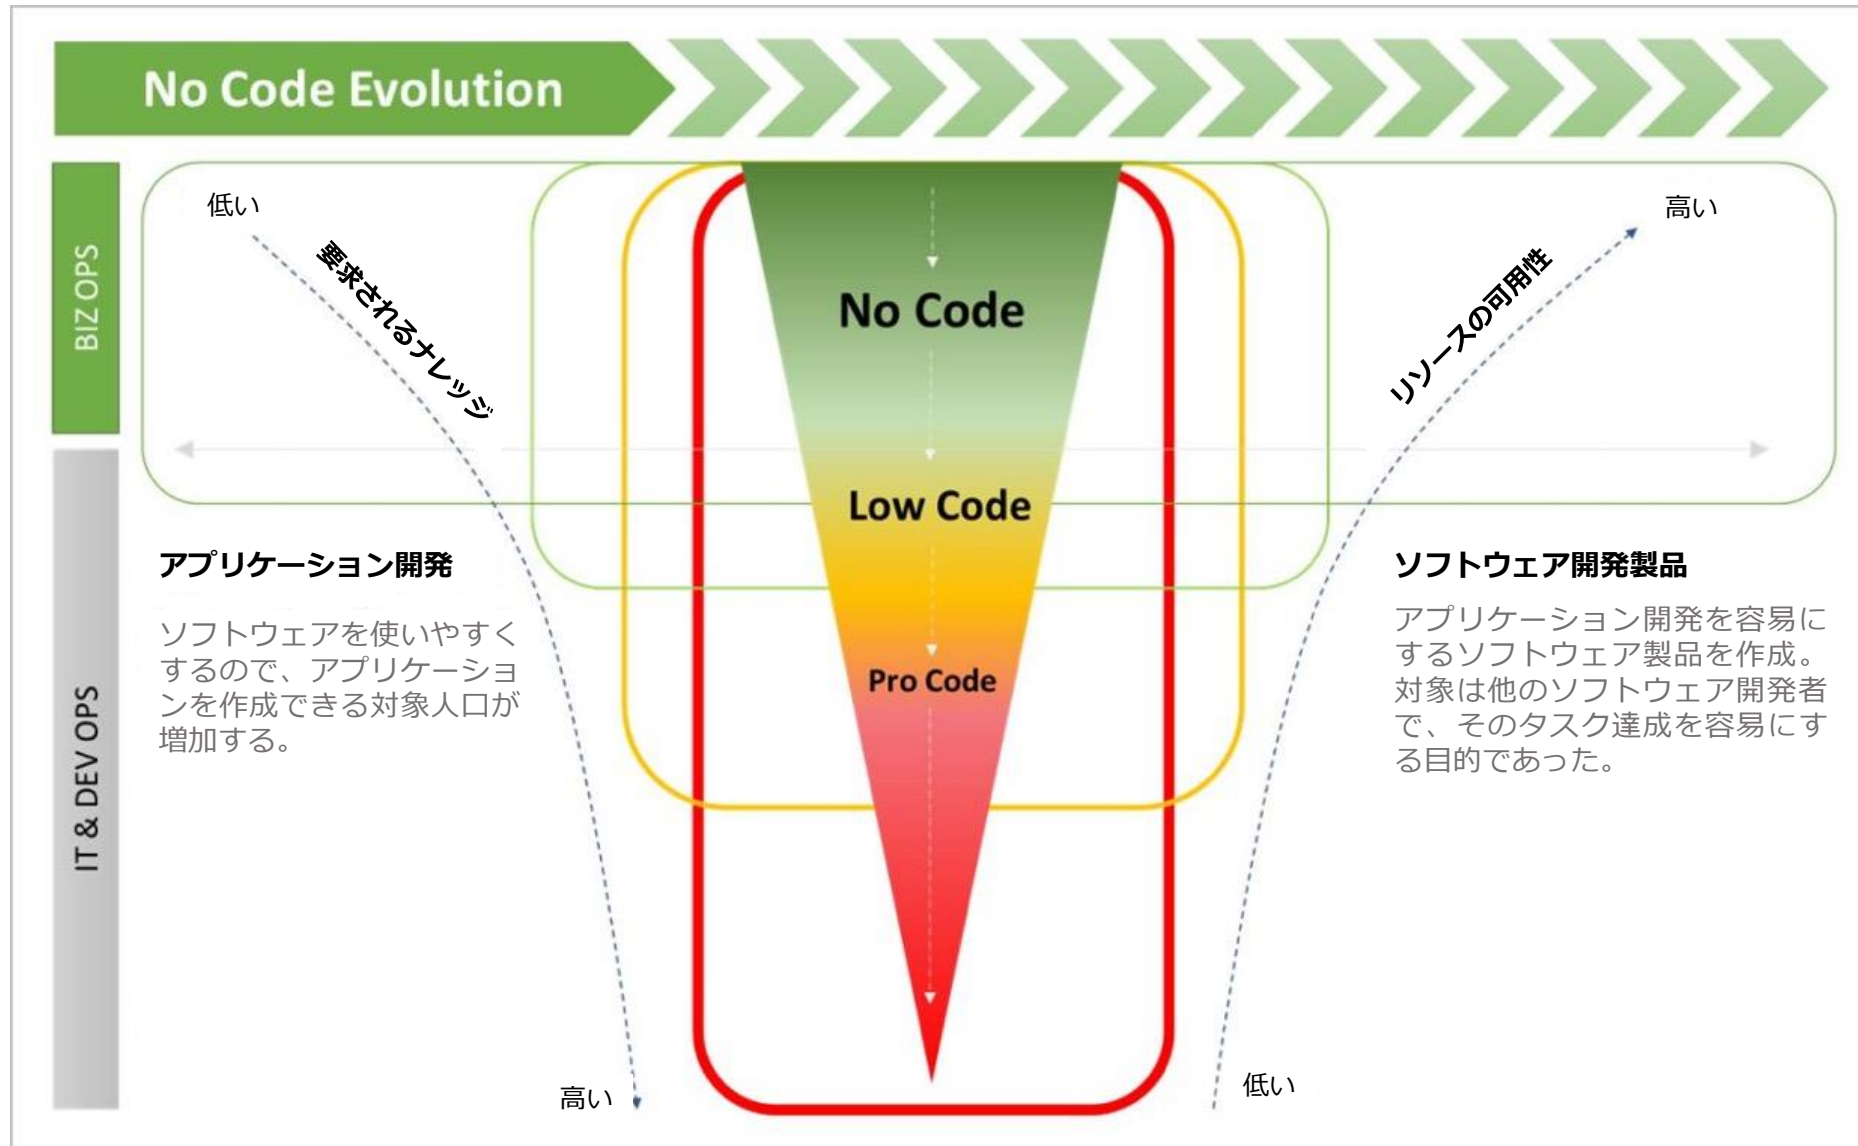 No Code Evolution
BIZ OPS
低い
要求されるナレッジ
高い
リソースの可用性
No Code
Low Code
Pro Code
IT & DEV OPS
アプリケーション開発
ソフトウェアを使いやすく
するので、アプリケーショ
ンを作成できる対象人口が
増加する。
ソフトウェア開発製品
アプリケーション開発を容易に
するソフトウェア製品を作成。
対象は他のソフトウェア開発者
で、そのタスク達成を容易にす
る目的であった。
高い
低い